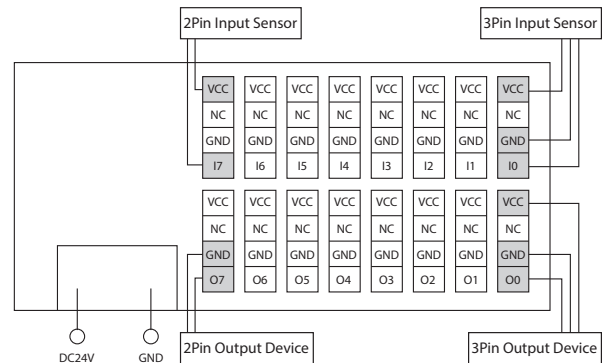 2Pin Input Sensor 3Pin Input Sensor
VCC VCC VCC VCC VCC VCC VCC VCC
NC NC NC NC NC NC NC NC
GND GND GND GND GND GND GND GND
I7 I6 I5 I4 I3 I2 I1 I0
VCC VCC VCC VCC VCC VCC VCC VCC
NC NC NC NC NC NC NC NC
GND GND GND GND GND GND GND GND
O7 O6 O5 O4 O3 O2 O1 O0
DC24V GND 2Pin Output Device 3Pin Output Device